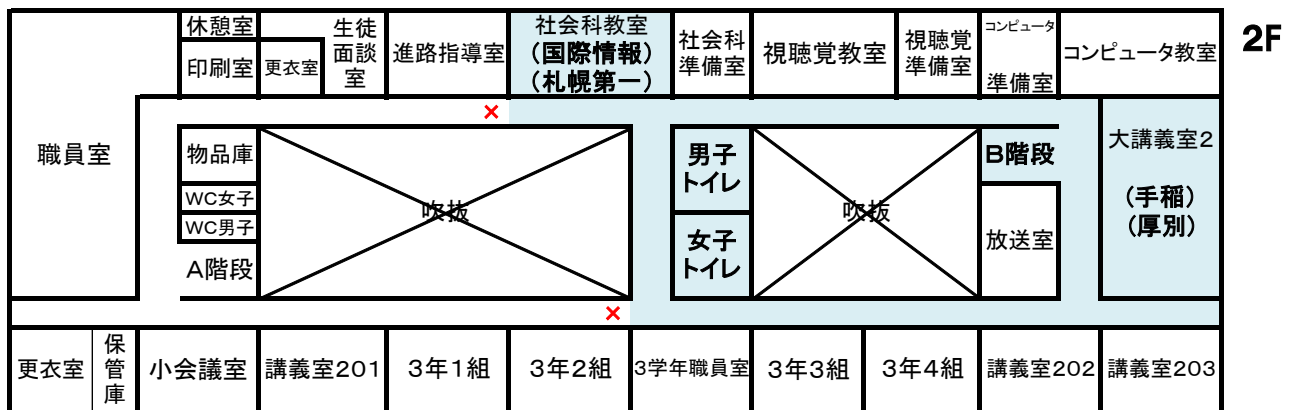 2F
休憩室
印刷室
更衣室
生徒
面談
室
進路指導室
社会科教室
(国際情報)
(札幌第一)
社会科
準備室
視聴覚教室
視聴覚
準備室
コンピュータ
準備室
コンピュータ教室
職員室
×
物品庫
WC女子
WC男子
A階段
吹抜
男子
トイレ
女子
トイレ
吹抜
B階段
放送室
大講義室2
(手稲)
(厚別)
×
更衣室
保
管
庫
小会議室
講義室201
3年1組
3年2組
3学年職員室
3年3組
3年4組
講義室202
講義室203